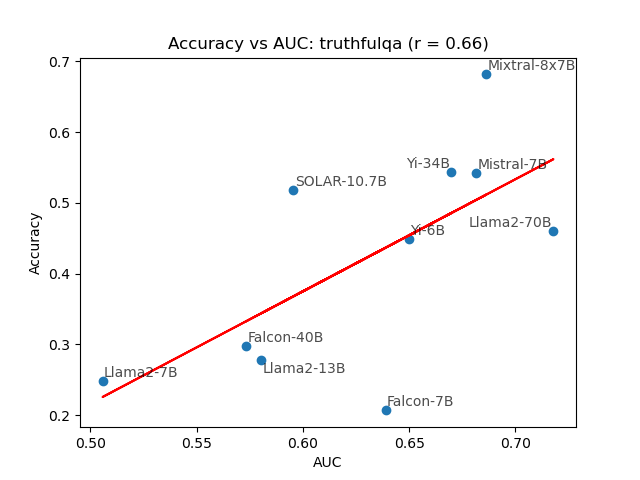 Accuracy vs AUC: truthfulqa (r = 0.66)
0.7
Mixtral-8x7B
0.6
Yi-34B
Mistral-7B
SOLAR-10.7B
0.5
Llama2-70B
Yi-6B
Accuracy
0.4
Falcon-40B
0.3
Llama2-13B
Llama2-7B
Falcon-7B
0.2
0.50 0.55 0.60 0.65 0.70
AUC